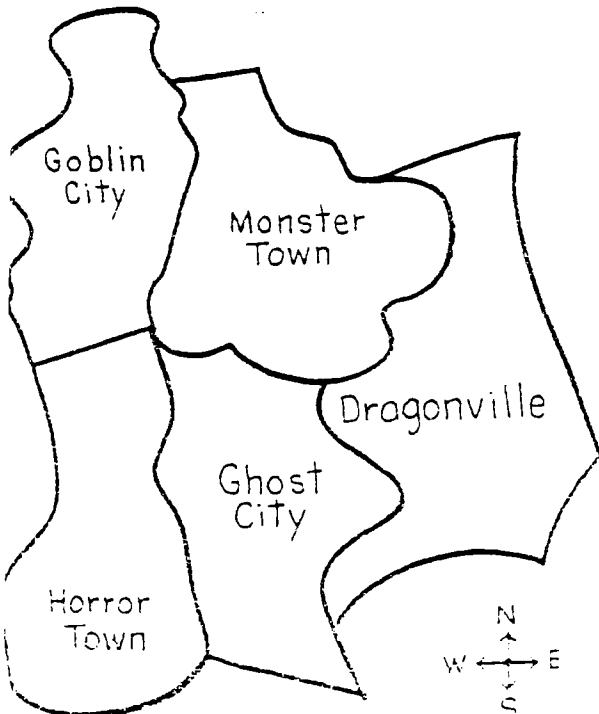 Goblin
City
Monster
Town
Dragonville
Ghost
City
Horror
Town
N
W E
S